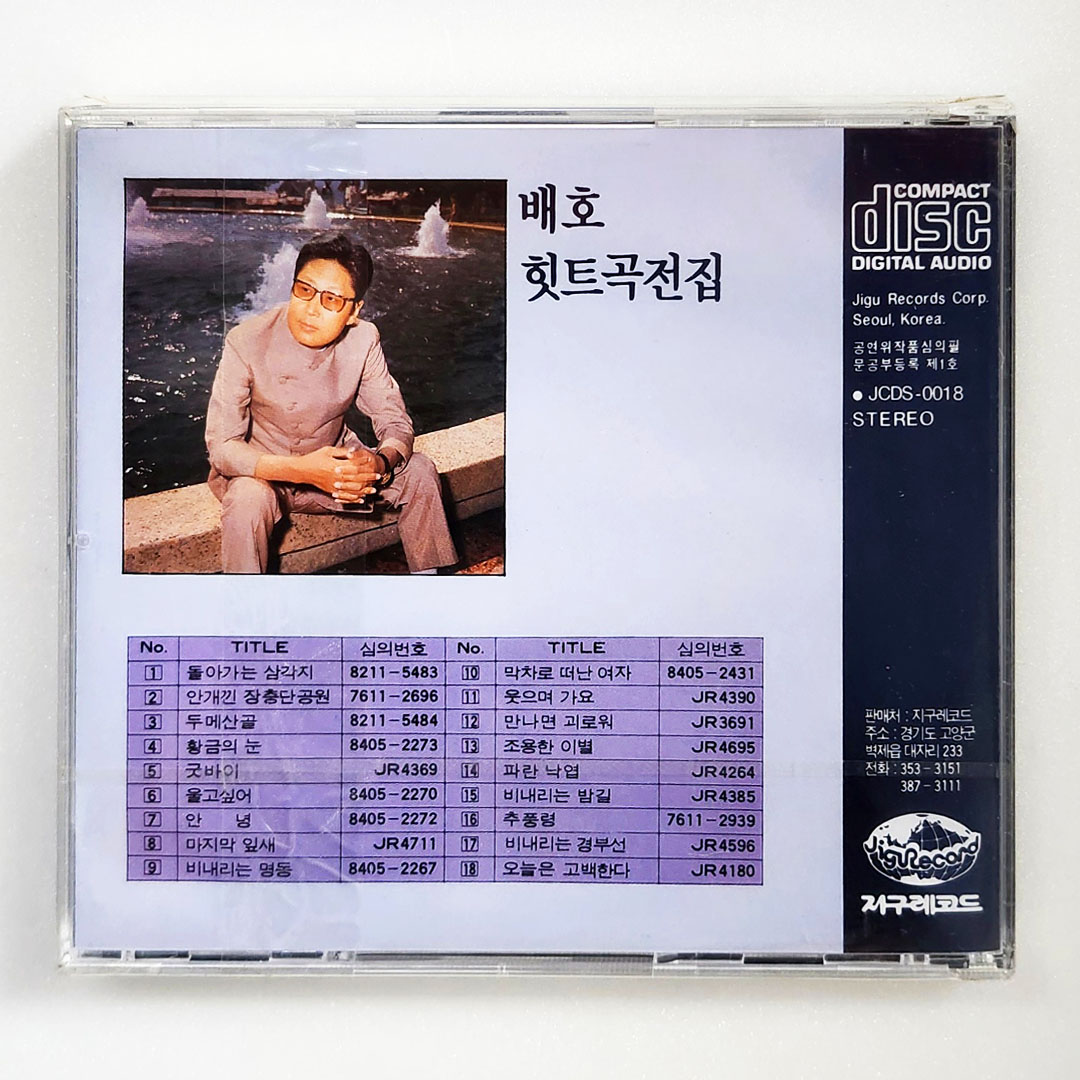 배호
힛트곡전집
COMPACT
disc
DIGITAL AUDIO
Jigu Records Corp.
Seoul, Korea.
공연위작품심의필
문공부등록 제1호
● JCDS-0018
STEREO
No. TITLE 심의번호 No. TITLE 심의번호
1 돌아가는 삼각지 8211-5483 10 막차로 떠난 여자 8405-2431
2 안개낀 장충단공원 7611-2696 11 웃으며 가요 JR4390
3 두메산골 8211-5484 12 만나면 괴로워 JR3691
4 황금의 눈 8405-2273 13 조용한 이별 JR4695
5 굿바이 JR4369 14 파란 낙엽 JR4264
6 울고싶어 8405-2270 15 비내리는 밤길 JR4385
7 안 녕 8405-2272 16 추풍령 7611-2939
8 마지막 잎새 JR4711 17 비내리는 경부선 JR4596
9 비내리는 명동 8405-2267 18 오늘은 고백한다 JR4180
판매처 : 지구레코드
주소 : 경기도 고양군
벽제읍 대자리 233
전화 : 353-3151
387-3111
Jigu Record
지구레코드